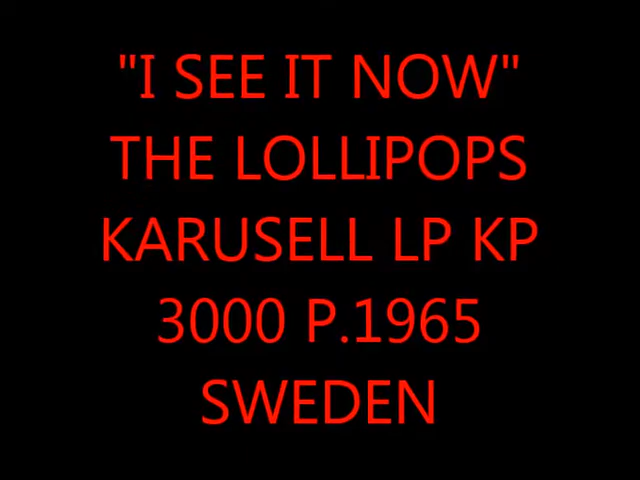 "I SEE IT NOW"
THE LOLLIPOPS
KARUSELL LP KP
3000 P.1965
SWEDEN